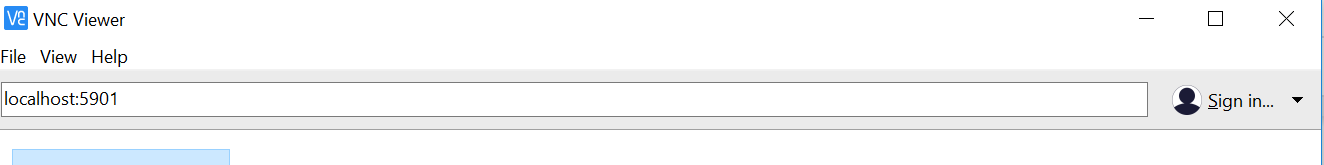 VNC Viewer
File View Help
localhost:5901
Sign in...